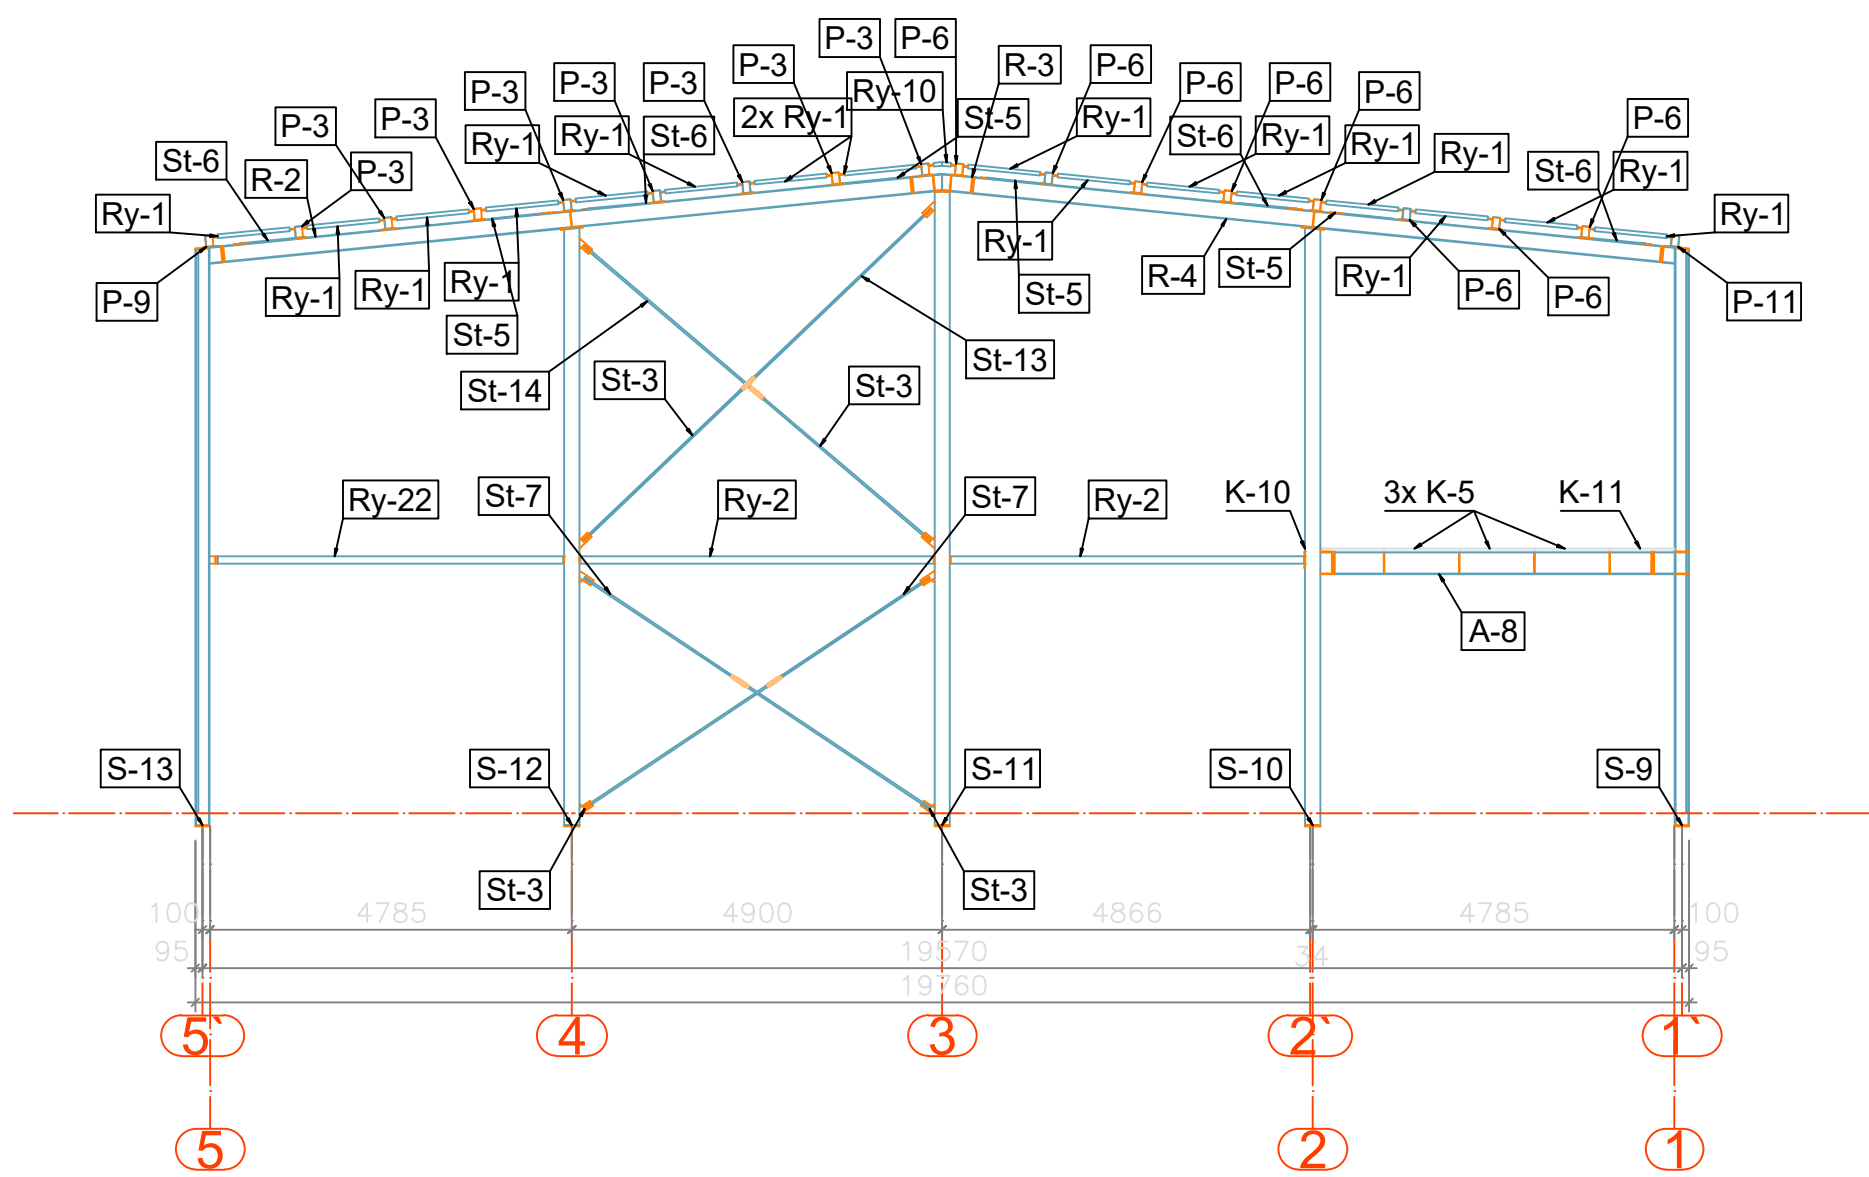 P-3
P-6
P-3
R-3
P-6
P-3
P-3
P-3
P-6
P-6
P-6
Ry-10
2x Ry-1
St-5
Ry-1
P-3
P-3
P-6
Ry-1
Ry-1
St-6
St-6
Ry-1
Ry-1
Ry-1
St-6
R-2
P-3
St-6
Ry-1
Ry-1
Ry-1
Ry-1
St-5
Ry-1
R-4
St-5
P-9
Ry-1
Ry-1
Ry-1
St-5
Ry-1
P-6
P-6
P-11
St-5
St-13
St-14
St-3
St-3
Ry-22
St-7
Ry-2
St-7
Ry-2
K-10
3x K-5
K-11
A-8
S-13
S-12
S-11
S-10
S-9
St-3
St-3
100
4785
4900
4866
4785
100
95
19570
34
95
19760
5`
4
3
2`
1`
5
2
1